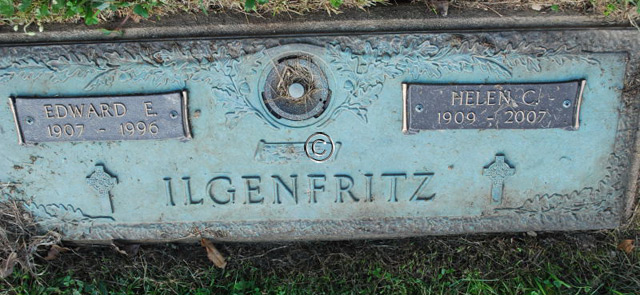 EDWARD E.
1907 - 1996
HELEN C.
1909 - 2007
©
ILGENFRITZ